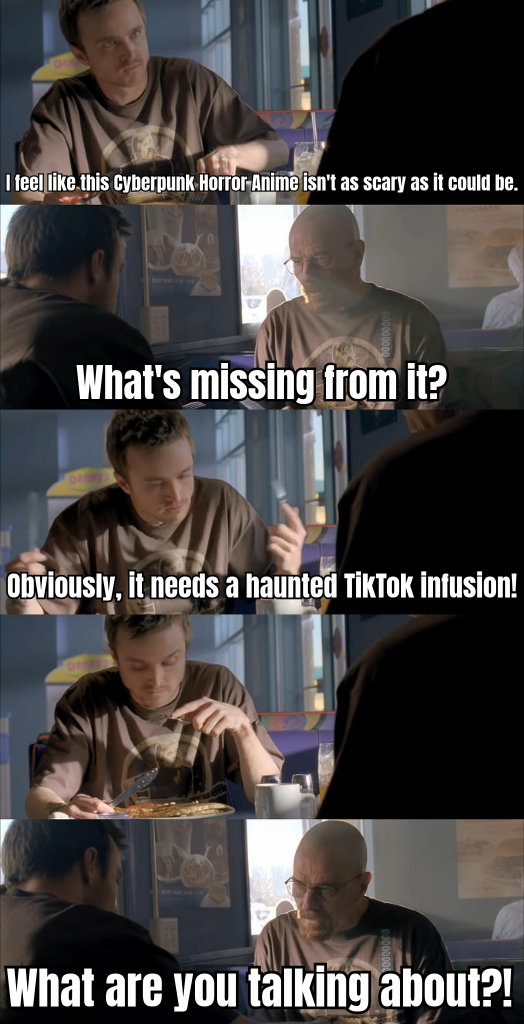 I feel like this Cyberpunk Horror Anime isn't as scary as it could be.
What's missing from it?
Obviously, it needs a haunted TikTok infusion!
What are you talking about?!